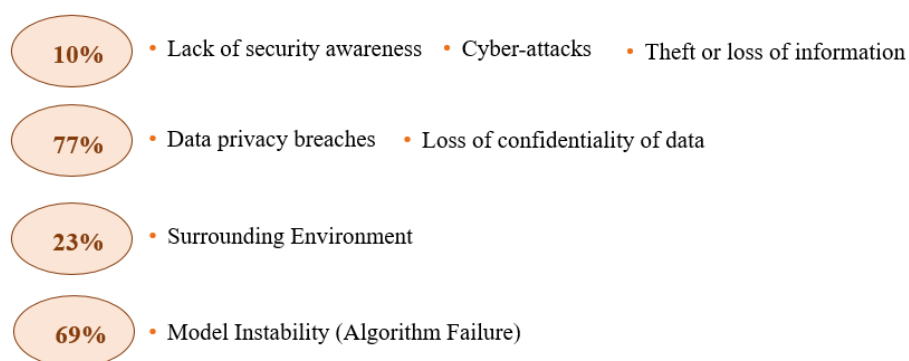 10% • Lack of security awareness • Cyber-attacks • Theft or loss of information
77% • Data privacy breaches • Loss of confidentiality of data
23% • Surrounding Environment
69% • Model Instability (Algorithm Failure)